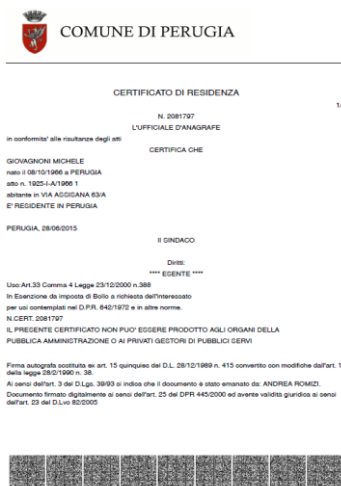 COMUNE DI PERUGIA
CERTIFICATO DI RESIDENZA
1/
N. 2081797
L'UFFICIALE D'ANAGRAFE
in conformita' alle risultanze degli atti
CERTIFICA CHE
GIOVAGNONI MICHELE
nato il 08/10/1966 a PERUGIA
atto n. 1925-I-A/1966 1
abitante in VIA ASSISANA 63/A
E' RESIDENTE IN PERUGIA
PERUGIA, 28/06/2015
Il SINDACO
Diritti:
**** ESENTE ****
Uso:Art.33 Comma 4 Legge 23/12/2000 n.388
In Esenzione da imposta di Bollo a richiesta dell'interessato
per usi contemplati nel D.P.R. 642/1972 e in altre norme.
N.CERT. 2081797
IL PRESENTE CERTIFICATO NON PUO' ESSERE PRODOTTO AGLI ORGANI DELLA
PUBBLICA AMMINISTRAZIONE O AI PRIVATI GESTORI DI PUBBLICI SERVI
Firma autografa sostituita ex art. 15 quinquies del D.L. 28/12/1989 n. 415 convertito con modifiche dall'art. 1
della legge 28/2/1990 n. 38.
Ai sensi dell'art. 3 del D.Lgs. 39/93 si indica che il documento è stato emanato da: ANDREA ROMIZI.
Documento firmato digitalmente ai sensi dell'art. 25 del DPR 445/2000 ed avente validità giuridica ai sensi
dell'art. 23 del D.Lvo 82/2005